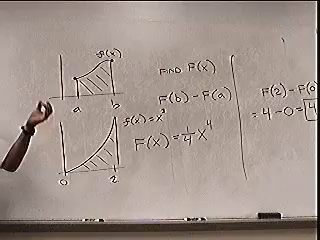 f(x)
a b
FIND F(x)
F(b) - F(a)
f(x) = x³
0 2
F(x) = ¼x⁴
F(2) - F(0
= 4 - 0 = 4